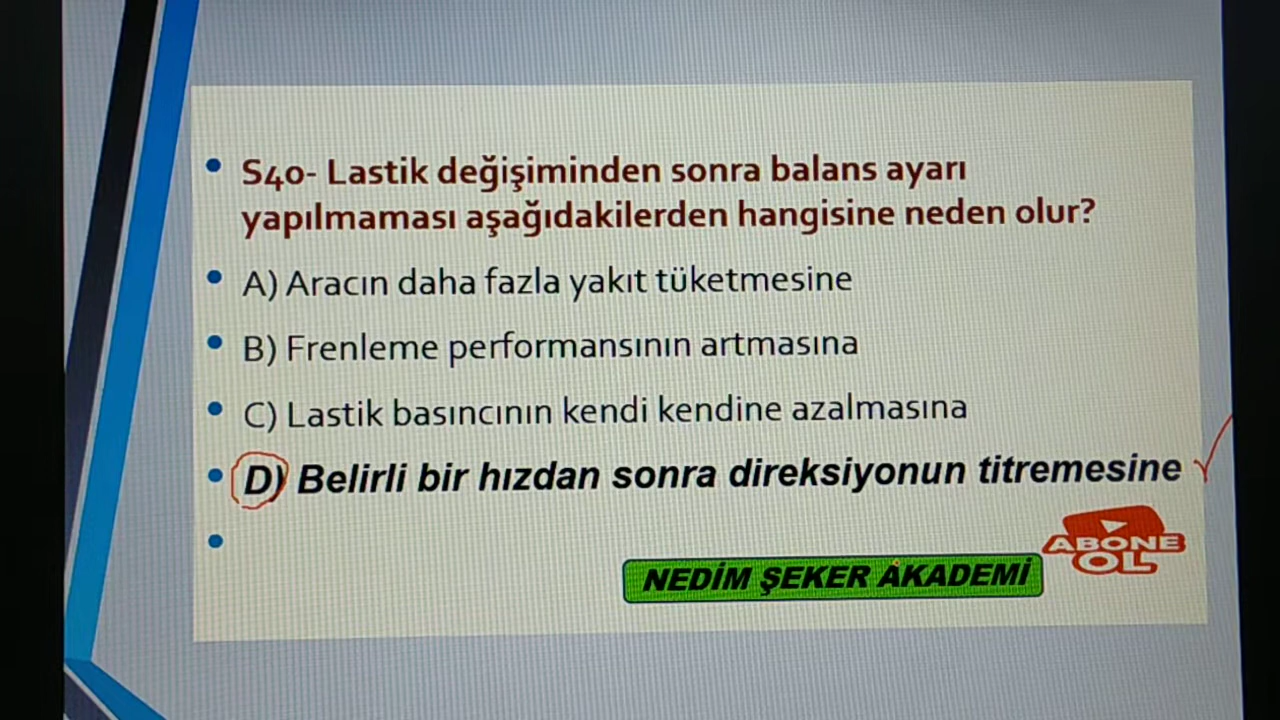 S40- Lastik değişiminden sonra balans ayarı
yapılmaması aşağıdakilerden hangisine neden olur?
A) Aracın daha fazla yakıt tüketmesine
B) Frenleme performansının artmasına
C) Lastik basıncının kendi kendine azalmasına
D) Belirli bir hızdan sonra direksiyonun titremesine
NEDİM ŞEKER AKADEMİ
ABONE
OL